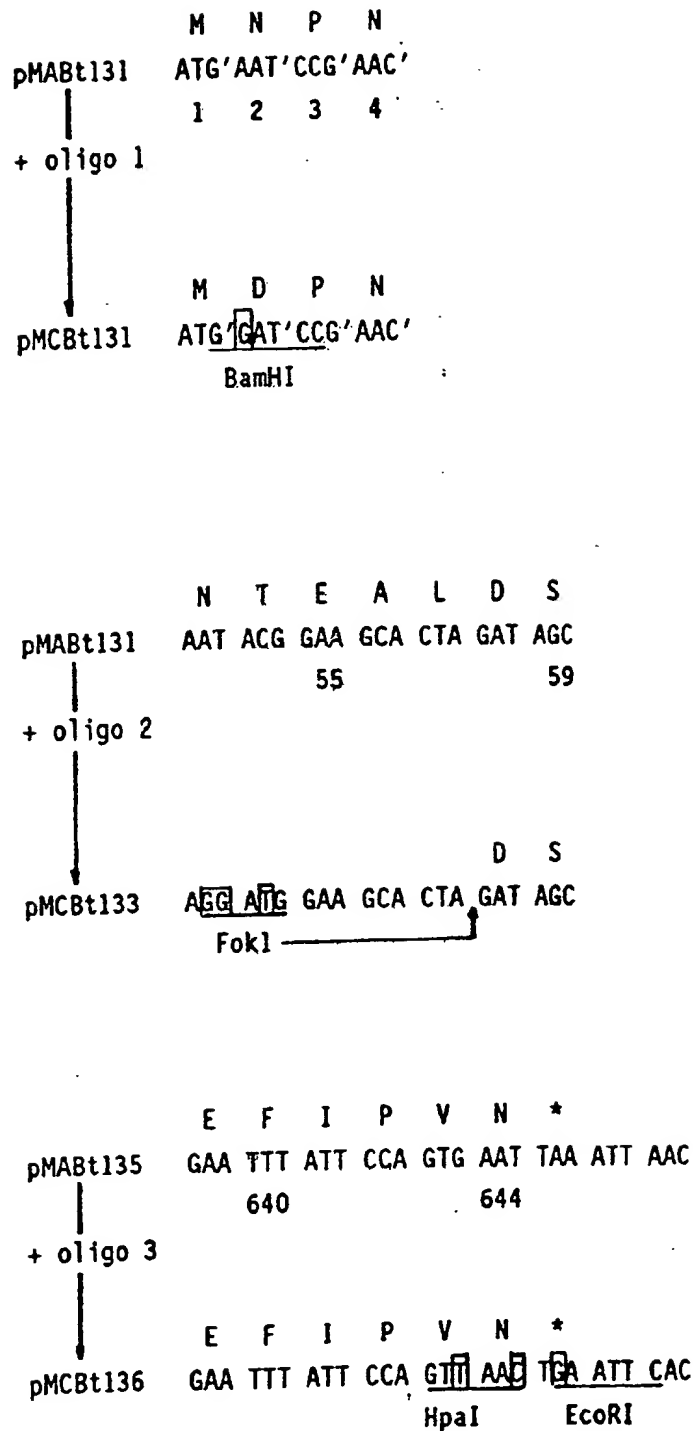 M N P N
pMABt131 ATG'AAT'CCG'AAC'
1 2 3 4
+ oligo 1
M D P N
pMCBt131 ATG'GAT'CCG'AAC'
BamHI
N T E A L D S
pMABt131 AAT ACG GAA GCA CTA GAT AGC
55 59
+ oligo 2
D S
pMCBt133 AGG ATG GAA GCA CTA GAT AGC
Fok1
E F I P V N *
pMABt135 GAA TTT ATT CCA GTG AAT TAA ATT AAC
640 644
+ oligo 3
E F I P V N *
pMCBt136 GAA TTT ATT CCA GTT AAC TGA ATT CAC
HpaI EcoRI